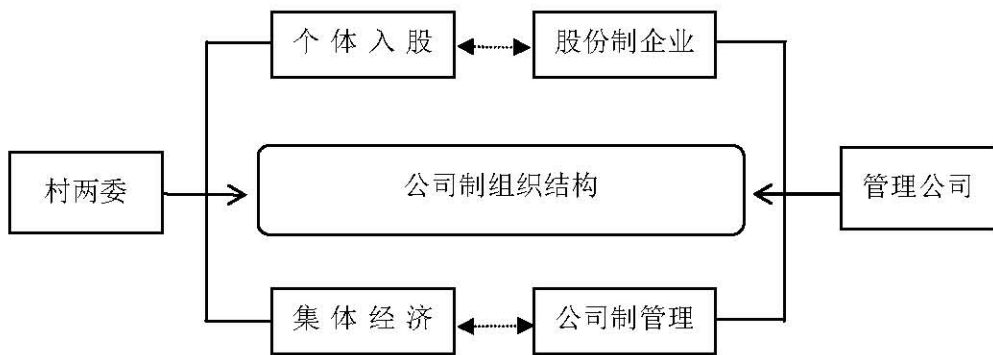 个体入股
股份制企业
村两委
公司制组织结构
管理公司
集体经济
公司制管理